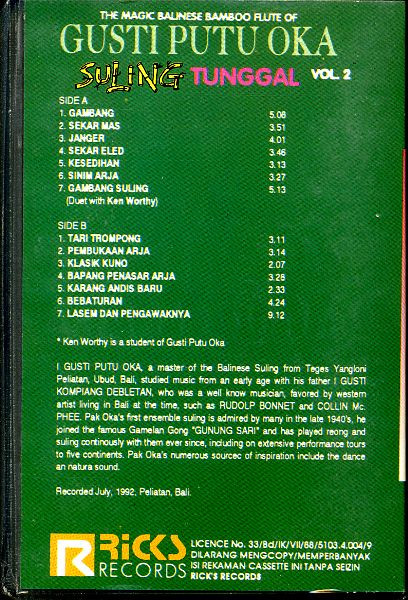 THE MAGIC BALINESE BAMBOO FLUTE OF
GUSTI PUTU OKA
SULING TUNGGAL VOL. 2
SIDE A
1. GAMBANG 5.08
2. SEKAR MAS 3.51
3. JANGER 4.01
4. SEKAR ELED 3.46
5. KESEDIHAN 3.13
6. SINIM ARJA 3.27
7. GAMBANG SULING 5.13
(Duet with Ken Worthy)
SIDE B
1. TARI TROMPONG 3.11
2. PEMBUKAAN ARJA 3.14
3. KLASIK KUNO 2.07
4. BAPANG PENASAR ARJA 3.28
5. KARANG ANDIS BARU 2.33
6. BEBATURAN 4.24
7. LASEM DAN PENGAWAKNYA 9.12
* Ken Worthy is a student of Gusti Putu Oka
I GUSTI PUTU OKA, a master of the Balinese Suling from Teges Yangloni
Peliatan, Ubud, Bali, studied music from an early age with his father I GUSTI
KOMPIANG DEBLETAN, who was a well know musician, favored by western
artist living in Bali at the time, such as RUDOLP BONNET and COLLIN Mc.
PHEE. Pak Oka's first ensemble suling is admired by many in the late 1940's, he
joined the famous Gamelan Gong "GUNUNG SARI" and has played reong and
suling continously with them ever since, including on extensive performance tours
to five continents. Pak Oka's numerous sourcec of inspiration include the dance
an natura sound.
Recorded July, 1992, Peliatan, Bali.
RICKS
RECORDS
LICENCE No. 33/Bd/IK/VII/88/5103.4.004/9
DILARANG MENGCOPY/MEMPERBANYAK
ISI REKAMAN CASSETTE INI TANPA SEIZIN
RICK'S RECORDS